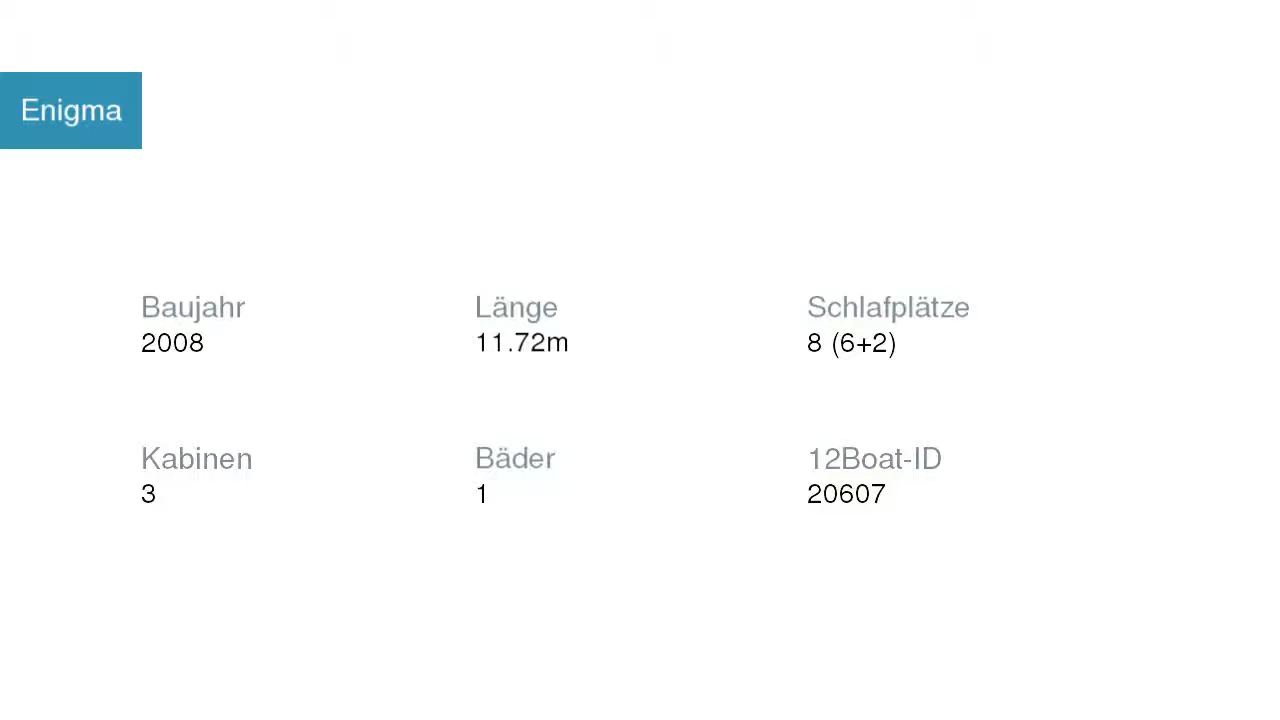 Enigma
Baujahr
2008
Länge
11.72m
Schlafplätze
8 (6+2)
Kabinen
3
Bäder
1
12Boat-ID
20607